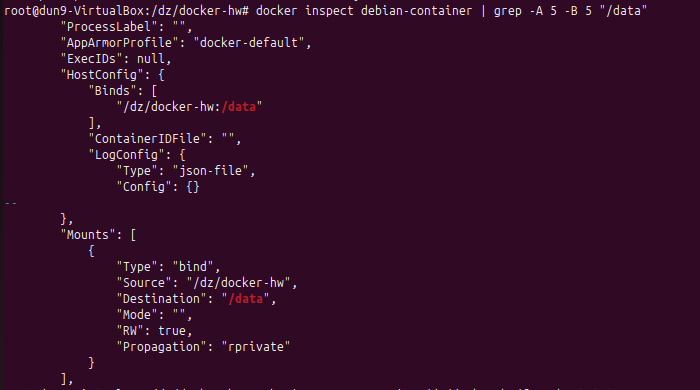 root@dun9-VirtualBox:/dz/docker-hw# docker inspect debian-container | grep -A 5 -B 5 "/data"
        "ProcessLabel": "",
        "AppArmorProfile": "docker-default",
        "ExecIDs": null,
        "HostConfig": {
            "Binds": [
                "/dz/docker-hw:/data"
            ],
            "ContainerIDFile": "",
            "LogConfig": {
                "Type": "json-file",
                "Config": {}
--
        },
        "Mounts": [
            {
                "Type": "bind",
                "Source": "/dz/docker-hw",
                "Destination": "/data",
                "Mode": "",
                "RW": true,
                "Propagation": "rprivate"
            }
        ],